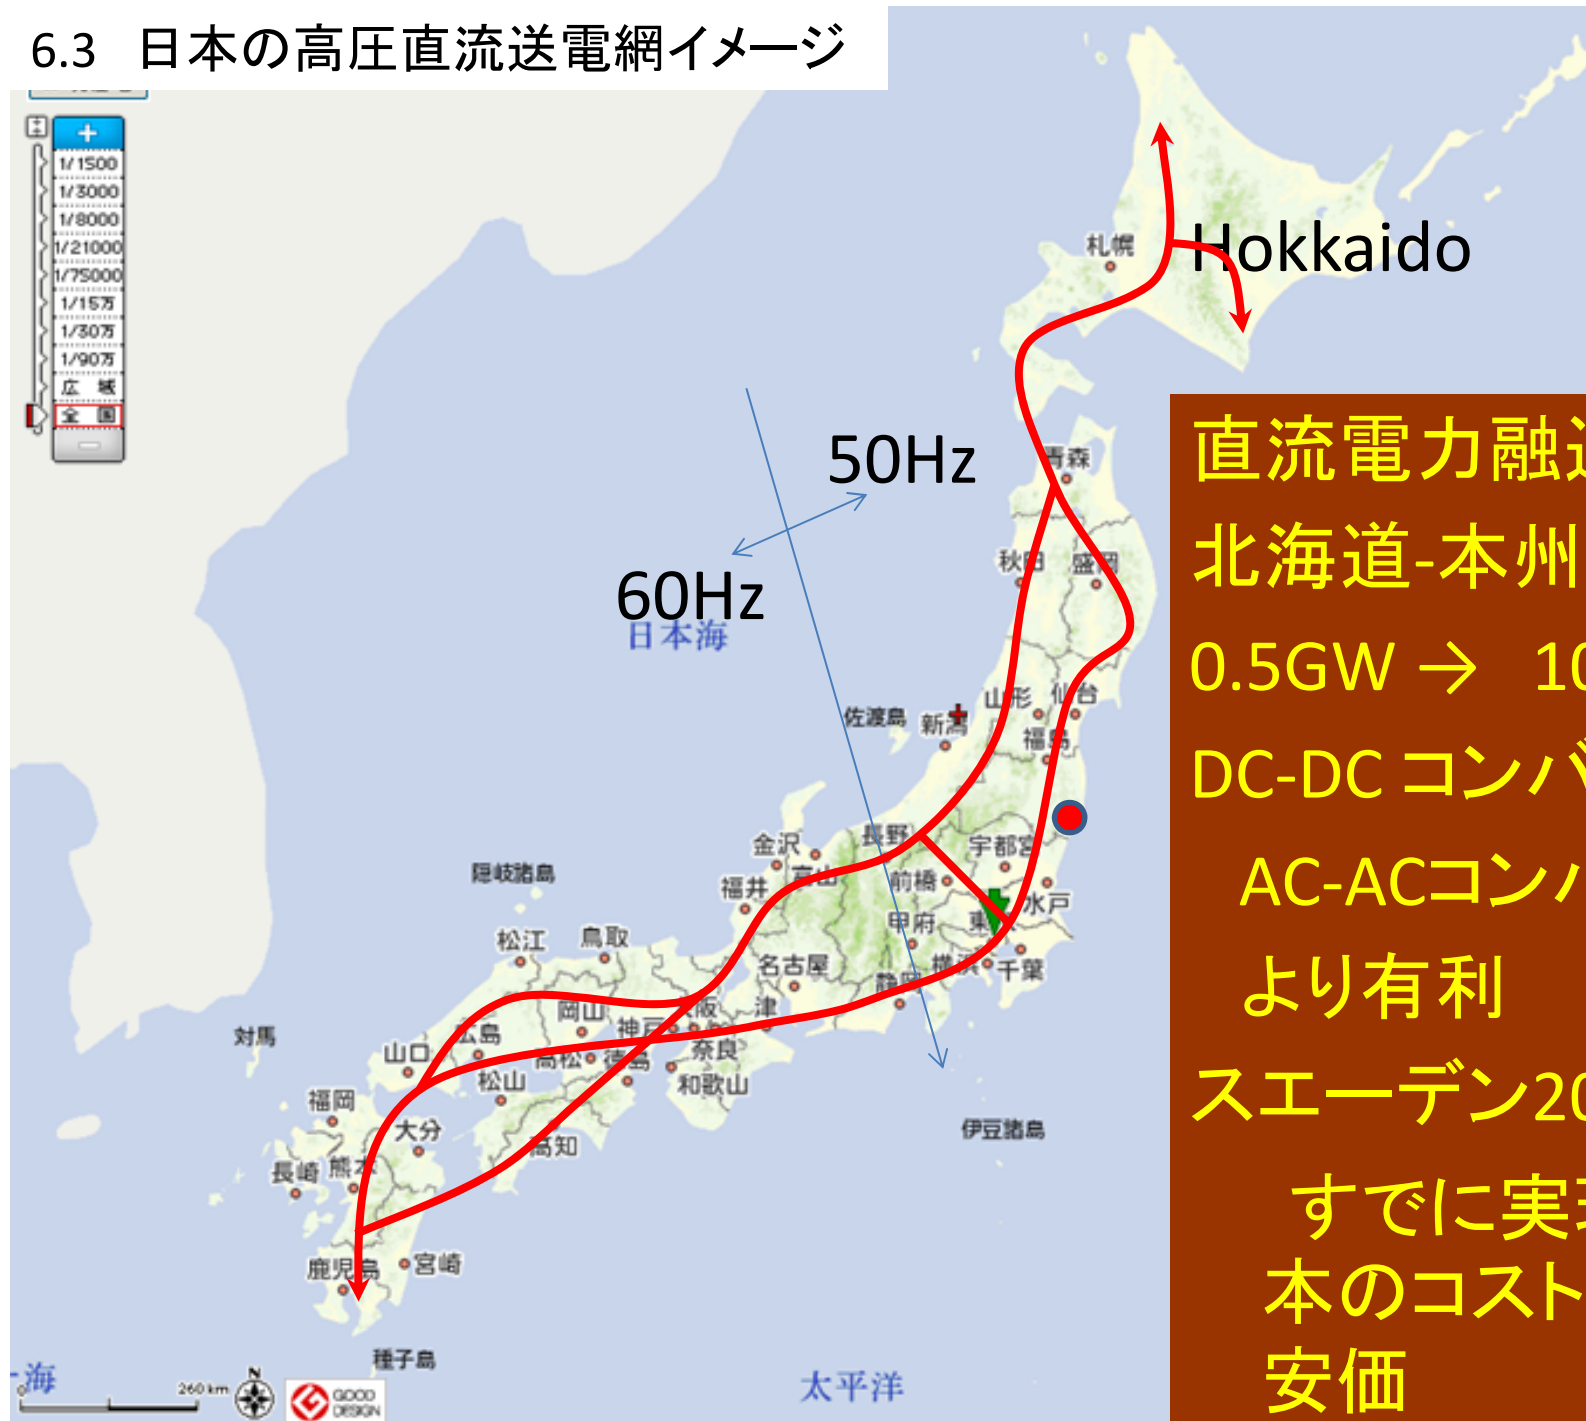 6.3 日本の高圧直流送電網イメージ
1/1500
1/3000
1/8000
1/21000
1/75000
1/15万
1/30万
1/90万
広 域
全 国
札幌
Hokkaido
50Hz
60Hz
日本海
青森
秋田
盛岡
山形
仙台
佐渡島
新潟
福島
長野
宇都宮
金沢
富山
前橋
福井
水戸
隠岐諸島
甲府
松江
鳥取
名古屋
静岡
横浜
千葉
岡山
神戸
津
対馬
山口
広島
高松
徳島
奈良
松山
和歌山
福岡
大分
高知
伊豆諸島
長崎
熊本
鹿児島
宮崎
種子島
太平洋
海
0
260 km
N
GOOD
DESIGN
直流電力融
北海道-本州
0.5GW → 10
DC-DC コンバ
AC-ACコンバ
より有利
スエーデン20
すでに実
本のコスト
安価